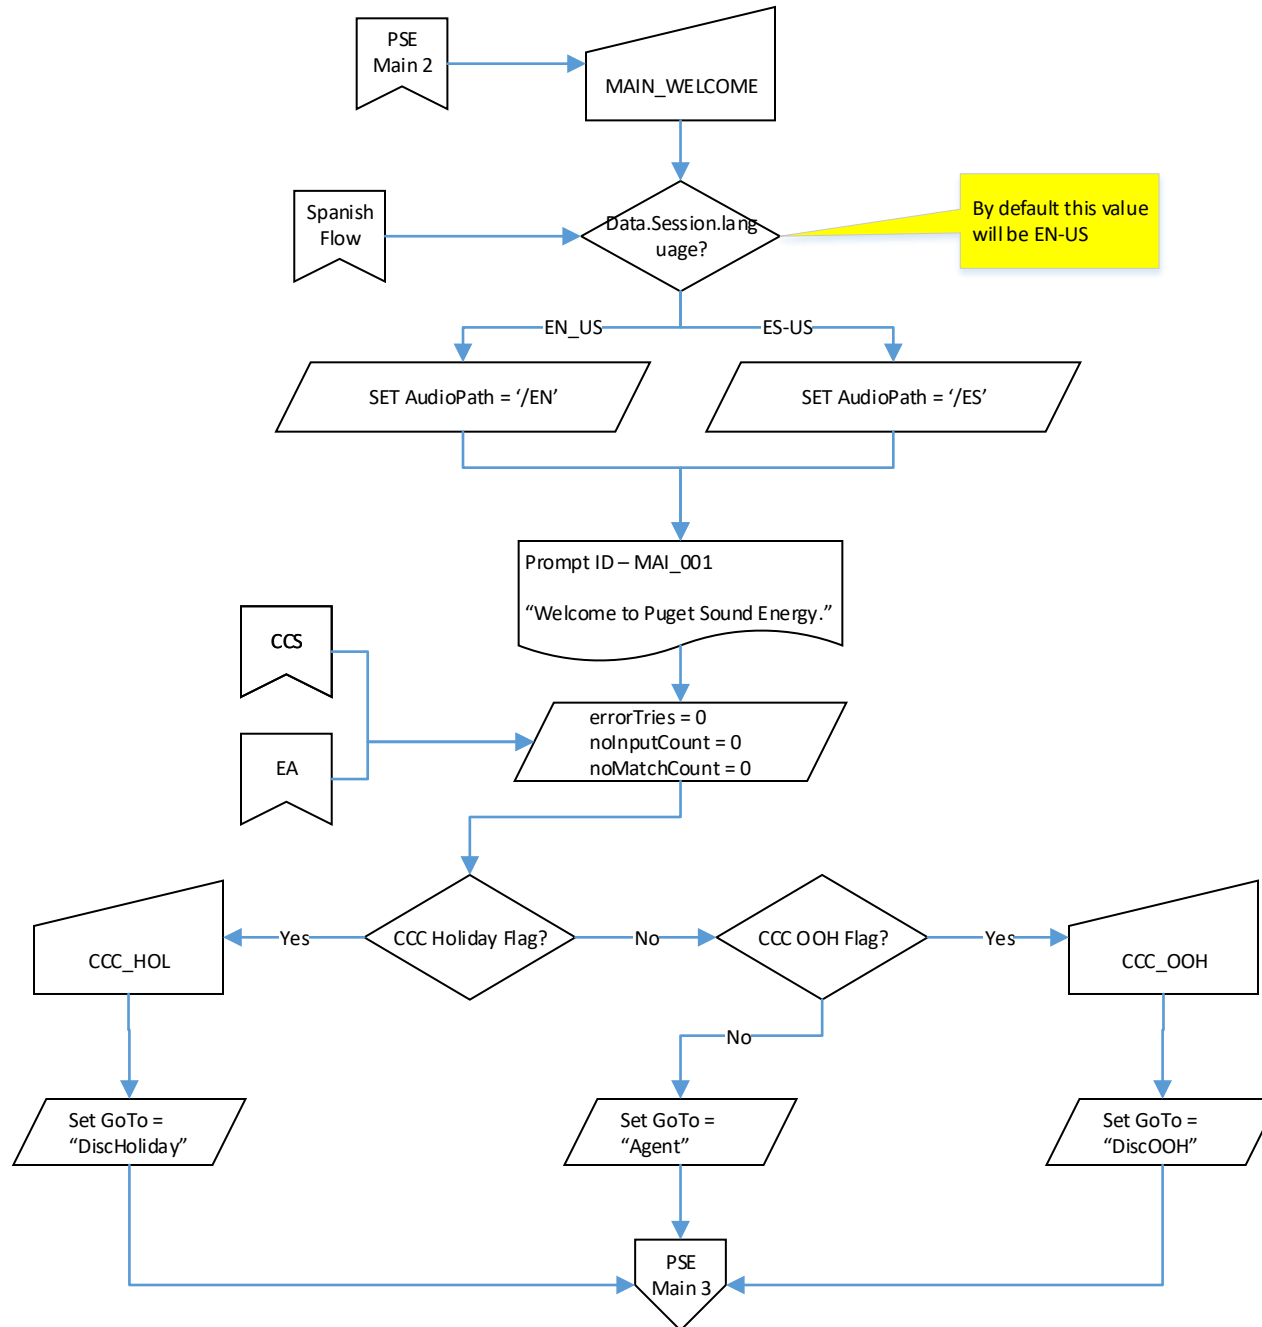 PSE
Main 2
MAIN_WELCOME
Spanish
Flow
Data.Session.lang
uage?
By default this value
will be EN-US
EN_US
ES-US
SET AudioPath = ‘/EN’
SET AudioPath = ‘/ES’
Prompt ID – MAI_001
“Welcome to Puget Sound Energy.”
CCS
EA
errorTries = 0
noInputCount = 0
noMatchCount = 0
CCC_HOL
Yes
CCC Holiday Flag?
No
CCC OOH Flag?
Yes
CCC_OOH
No
Set GoTo =
“DiscHoliday”
Set GoTo =
“Agent”
Set GoTo =
“DiscOOH”
PSE
Main 3